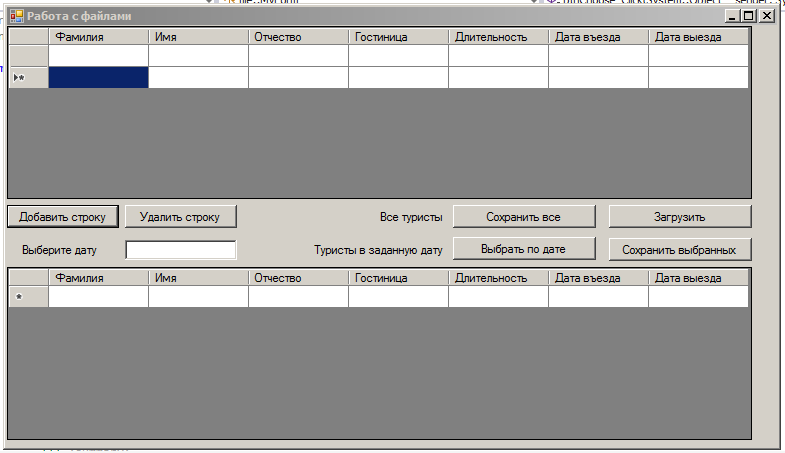 Работа с файлами
Фамилия Имя Отчество Гостиница Длительность Дата въезда Дата выезда
Добавить строку Удалить строку Все туристы Сохранить все Загрузить
Выберите дату Туристы в заданную дату Выбрать по дате Сохранить выбранных
Фамилия Имя Отчество Гостиница Длительность Дата въезда Дата выезда